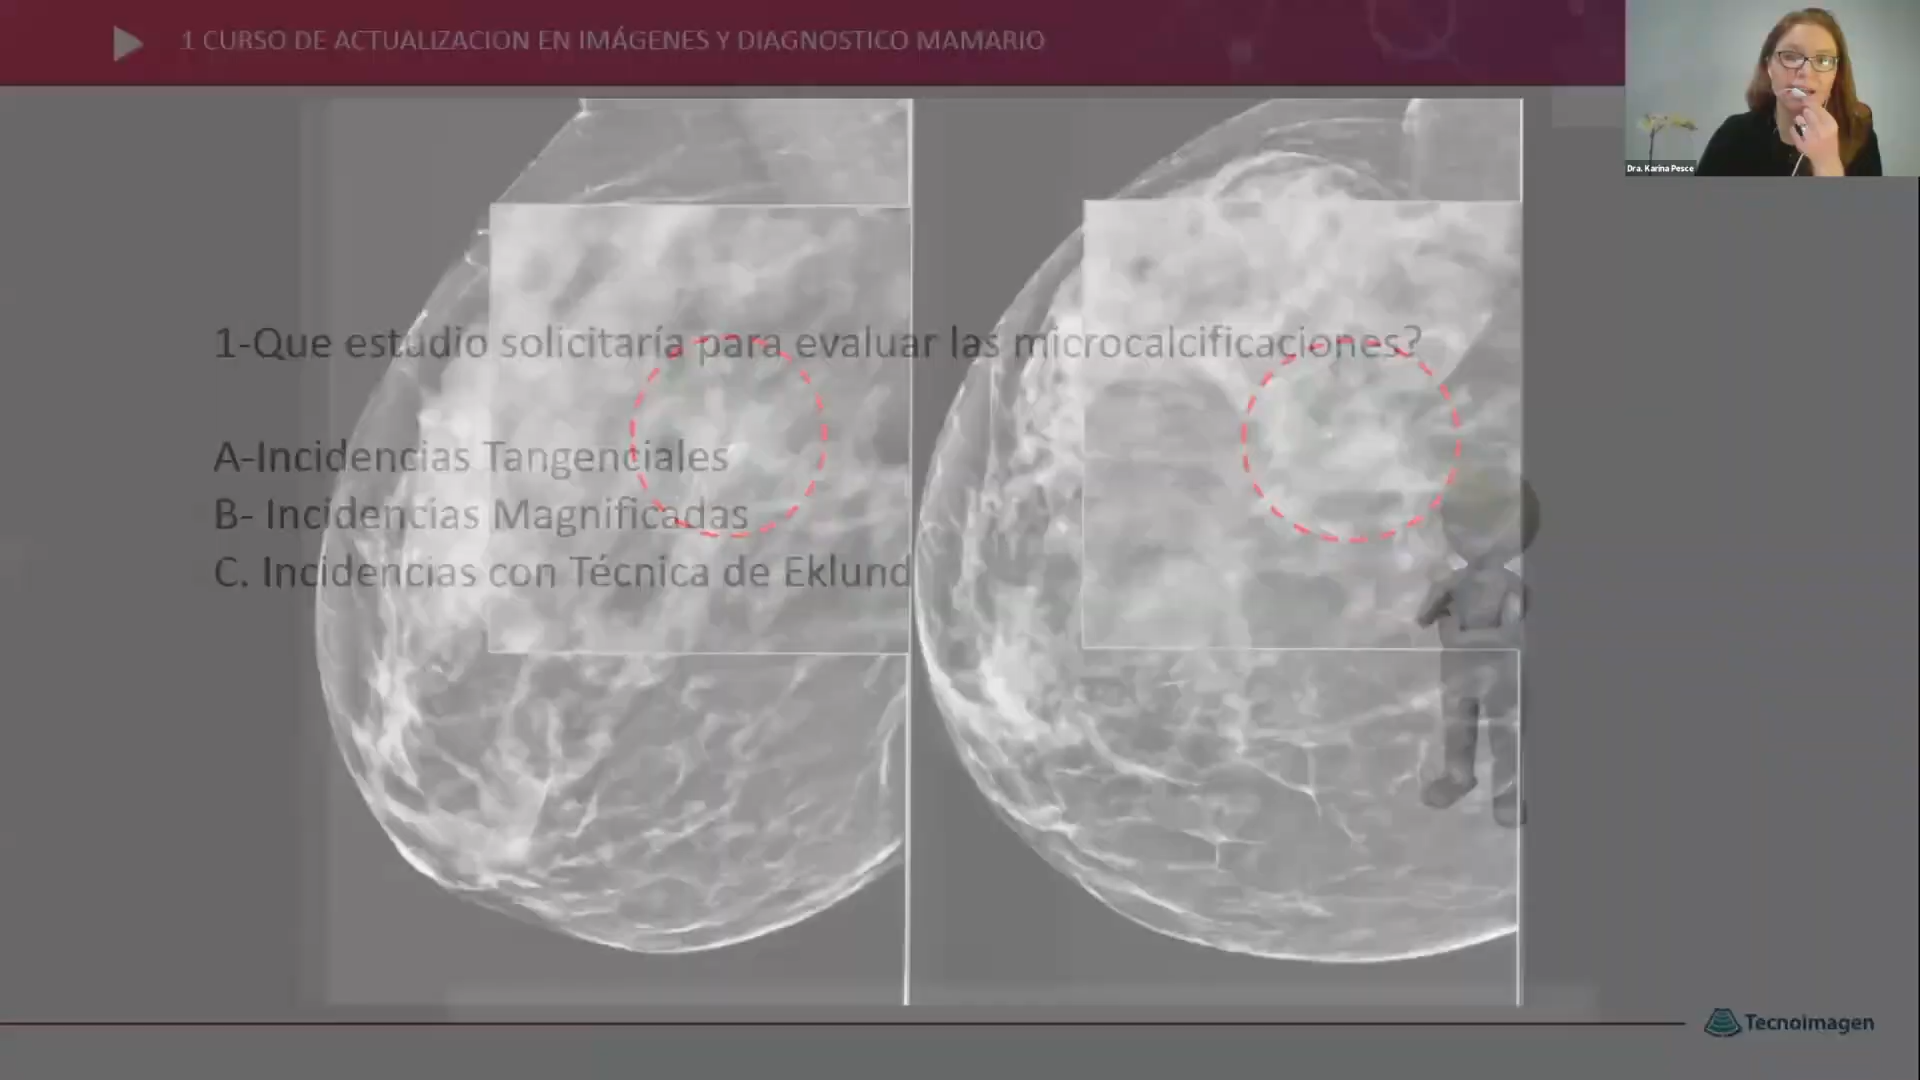 1 CURSO DE ACTUALIZACION EN IMÁGENES Y DIAGNOSTICO MAMARIO
Dra. Karina Pesce
1-Que estudio solicitaría para evaluar las microcalcificaciones?
A-Incidencias Tangenciales
B- Incidencias Magnificadas
C. Incidencias con Técnica de Eklund
Tecnoimagen